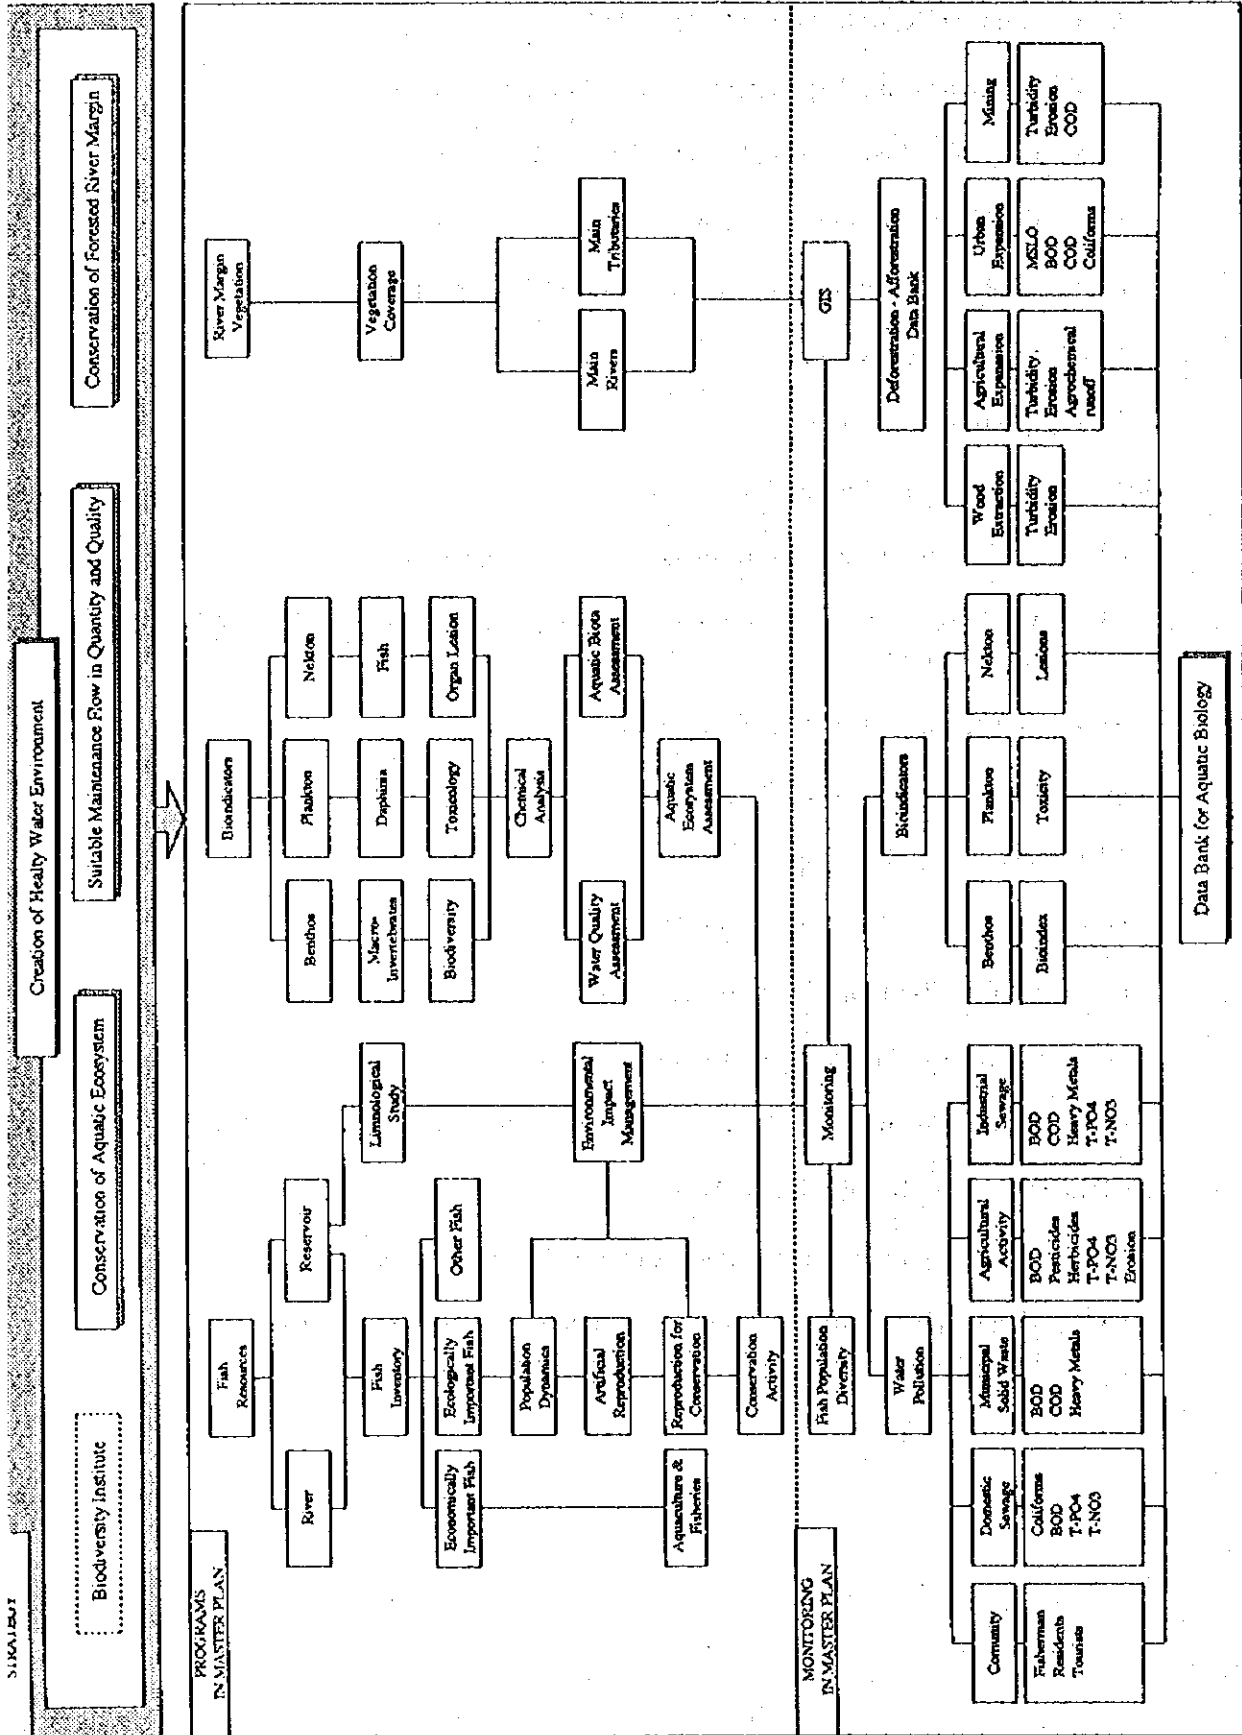 STRATEGY
Creation of Healty Water Environment
Biodiversity Institute
Conservation of Aquatic Ecosystem
Suitable Maintenance Flow in Quantity and Quality
Conservation of Forested River Margin
PROGRAMS
IN MASTER PLAN
Fish
Resources
Bioindicators
River Margin
Vegetation
River
Reservoir
Benthos
Plankton
Nekton
Fish
Inventory
Limnological
Study
Macro-
Invertebrates
Daphnia
Fish
Vegetation
Coverage
Economically
Important Fish
Ecologically
Important Fish
Other Fish
Biodiversity
Toxicology
Organ Lesion
Population
Dynamics
Chemical
Analysis
Artificial
Reproduction
Environmental
Impact
Management
Water Quality
Assessment
Aquatic Biota
Assessment
Main
Rivers
Main
Tributaries
Aquaculture &
Fisheries
Reproduction for
Conservation
Aquatic
Ecosystem
Assessment
Conservation
Activity
MONITORING
IN MASTER PLAN
Fish Population
Diversity
Monitoring
GIS
Water
Pollution
Bioindicators
Deforestration - Afforestration
Data Bank
Comunity
Domestic
Sewage
Municipal
Solid Waste
Agricultural
Activity
Industrial
Sewage
Benthos
Plankton
Nekton
Wood
Extraction
Agricultural
Expansion
Urban
Expansion
Mining
Fisherman
Residents
Tourists
Coliforms
BOD
T-PO4
T-NO3
BOD
COD
Heavy Metals
BOD
Pesticides
Herbicides
T-PO4
T-NO3
Erosion
BOD
COD
Heavy Metals
T-PO4
T-NO3
Bioindex
Toxicity
Lesions
Turbidity
Erosion
Turbidity
Erosion
Agrochemical
runoff
MSLO
BOD
COD
Coliforms
Turbidity
Erosion
COD
Data Bank for Aquatic Biology